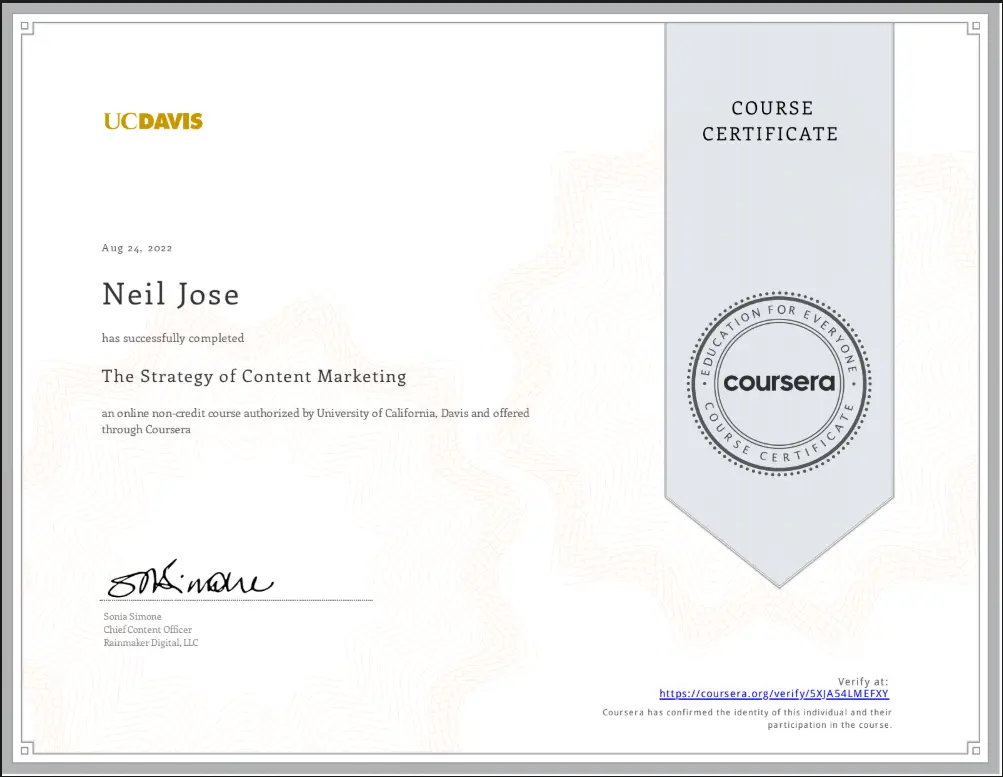 UCDAVIS
COURSE
CERTIFICATE
Aug 24, 2022
Neil Jose
has successfully completed
The Strategy of Content Marketing
an online non-credit course authorized by University of California, Davis and offered
through Coursera
EDUCATION FOR EVERYONE
coursera
COURSE CERTIFICATE
Sonia Simone
Chief Content Officer
Rainmaker Digital, LLC
Verify at:
https://coursera.org/verify/5XJA54LMEFXY
Coursera has confirmed the identity of this individual and their
participation in the course.